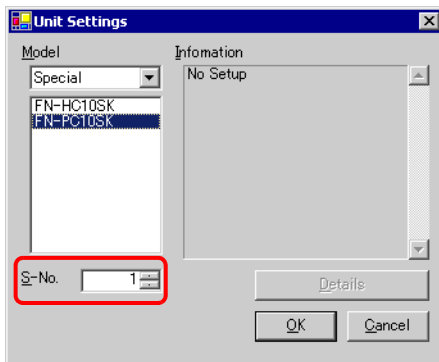 Unit Settings
Model
Infomation
Special
No Setup
FN-HC10SK
FN-PC10SK
S-No.
1
Details
OK
Cancel